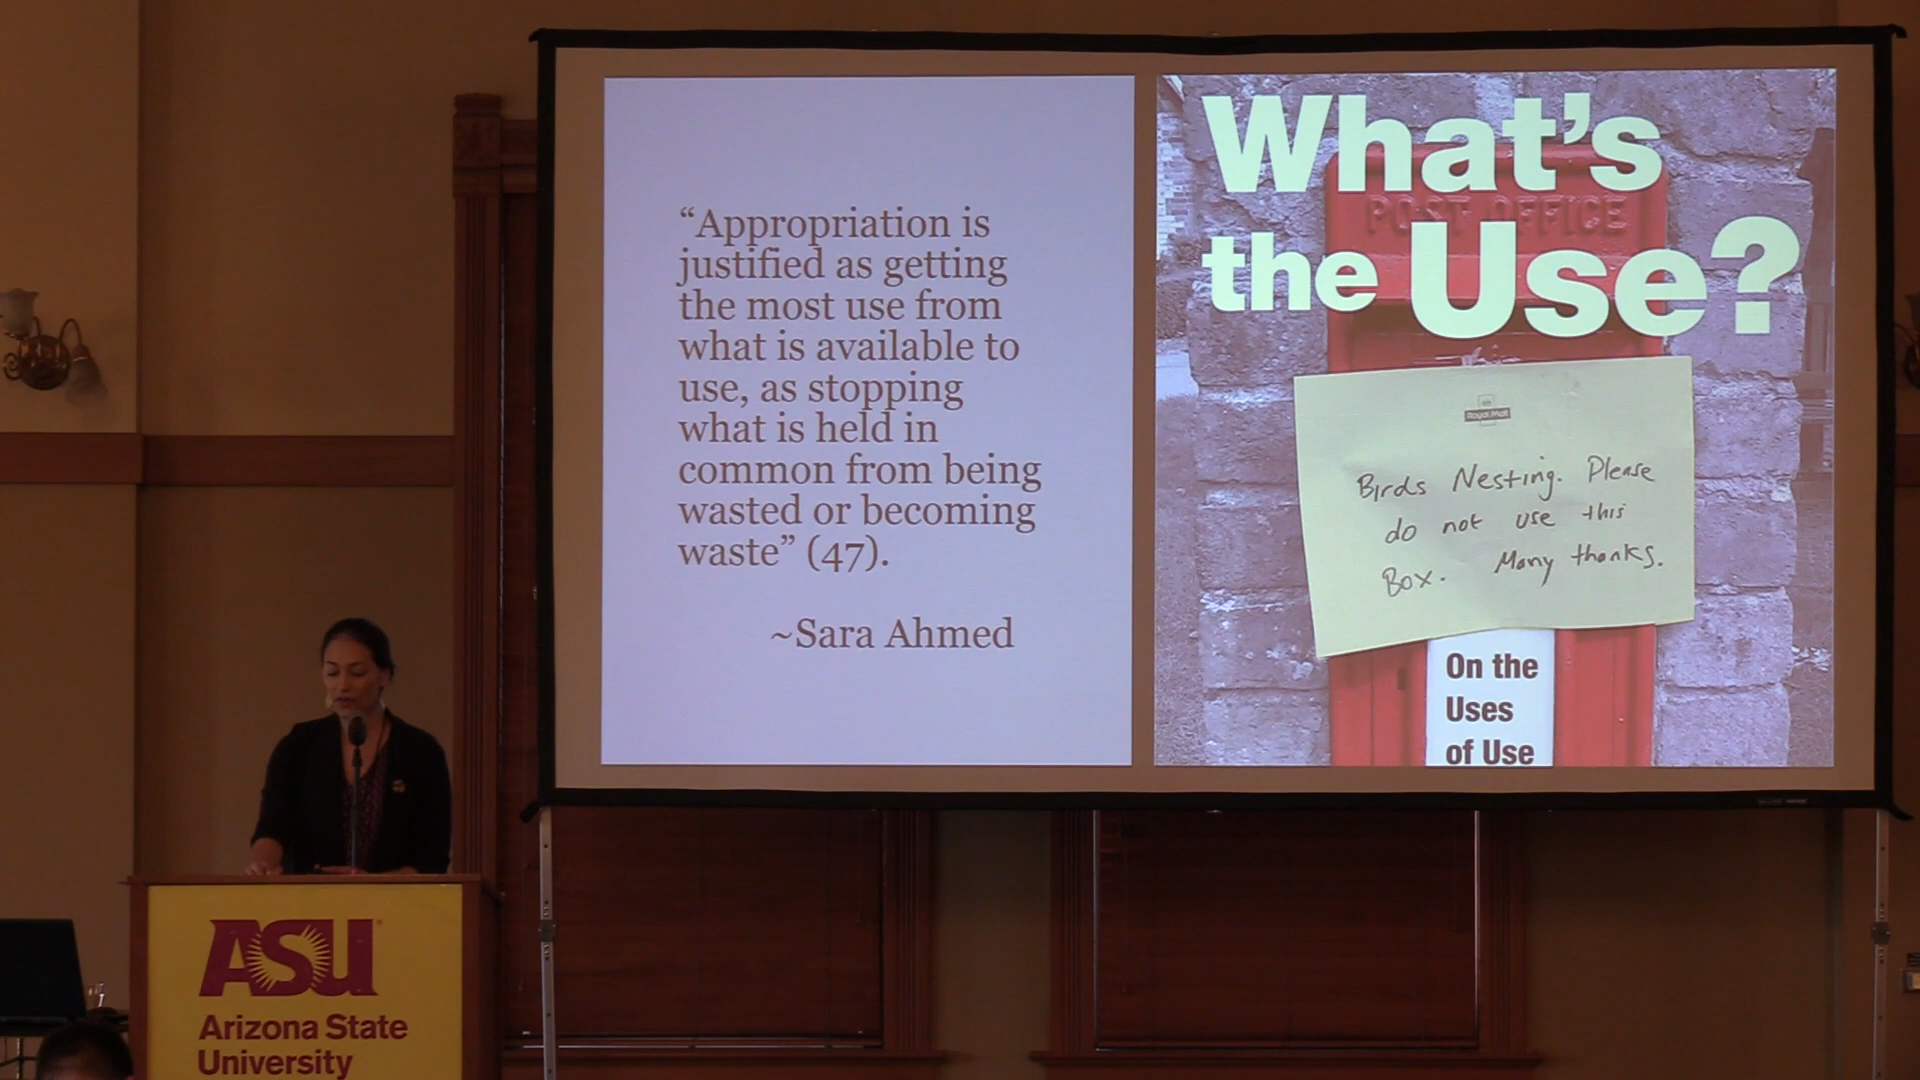 “Appropriation is
justified as getting
the most use from
what is available to
use, as stopping
what is held in
common from being
wasted or becoming
waste” (47).
~Sara Ahmed
What’s
the Use?
POST OFFICE
Royal Mail
Birds Nesting. Please
do not use this
Box. Many thanks.
On the
Uses
of Use
ASU
Arizona State
University